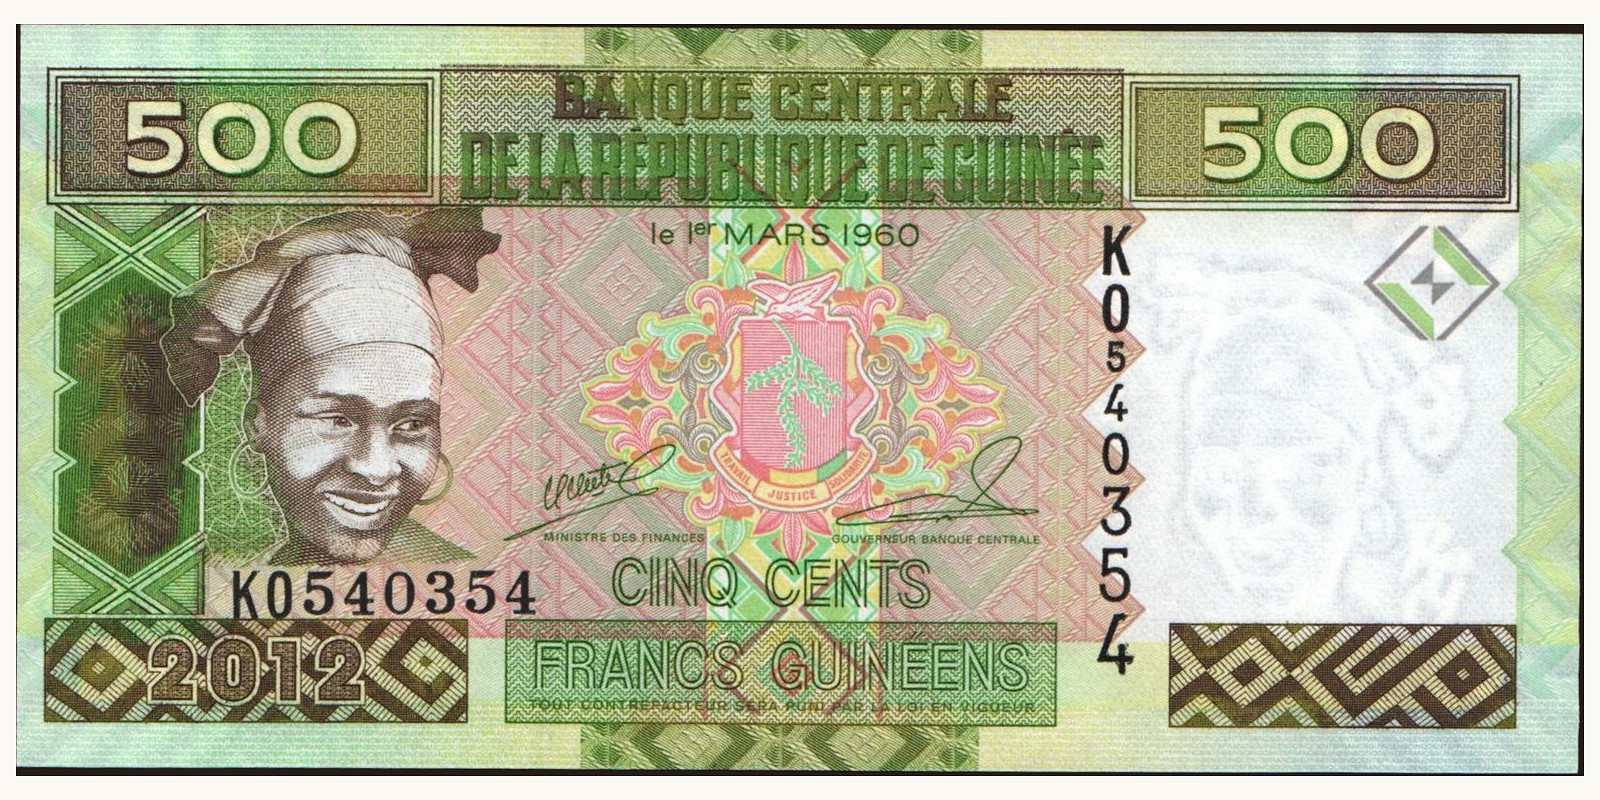 500
BANQUE CENTRALE
DE LA RÉPUBLIQUE DE GUINÉE
500
le 1er MARS 1960
K0540354
TRAVAIL JUSTICE SOLIDARITÉ
MINISTRE DES FINANCES
GOUVERNEUR BANQUE CENTRALE
CINQ CENTS
K0540354
2012
FRANCS GUINÉENS
TOUT CONTREFACTEUR SERA PUNI PAR LA LOI EN VIGUEUR